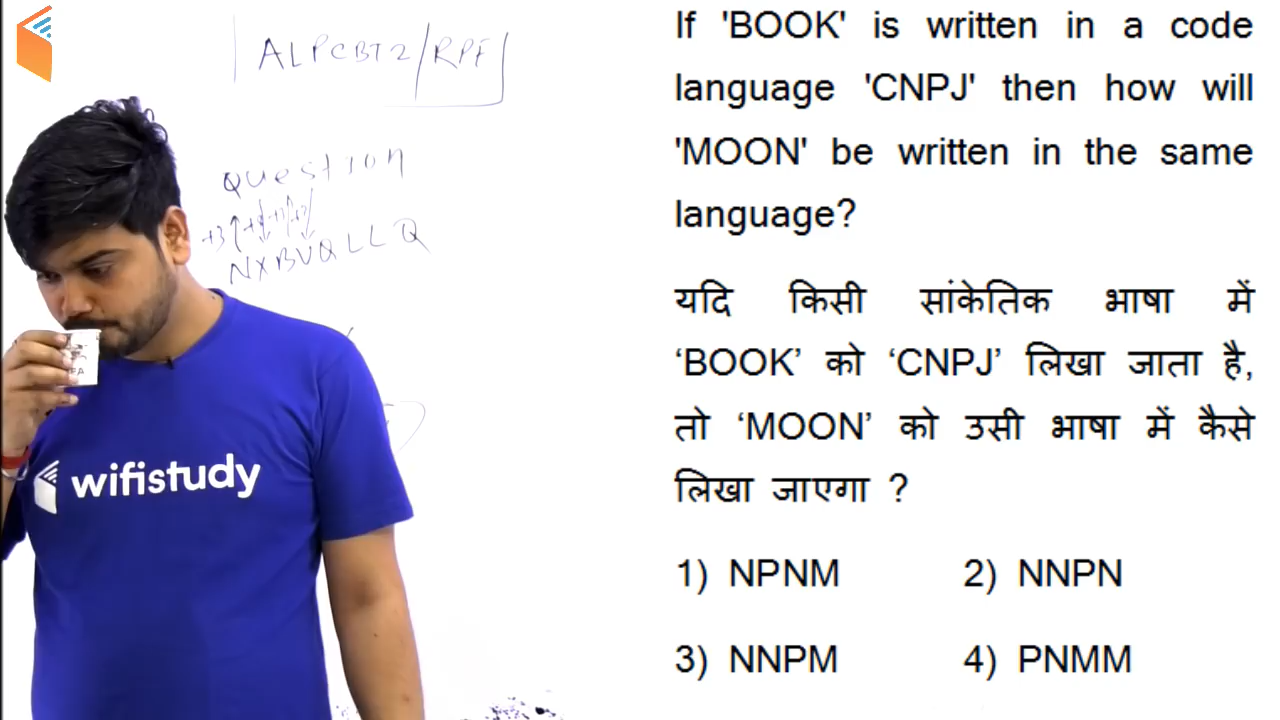 ALPCBT2/RPF
Question
NXBVQLLQ
wifistudy
If 'BOOK' is written in a code
language 'CNPJ' then how will
'MOON' be written in the same
language?
यदि किसी सांकेतिक भाषा में
‘BOOK’ को ‘CNPJ’ लिखा जाता है,
तो ‘MOON’ को उसी भाषा में कैसे
लिखा जाएगा ?
1) NPNM 2) NNPN
3) NNPM 4) PNMM